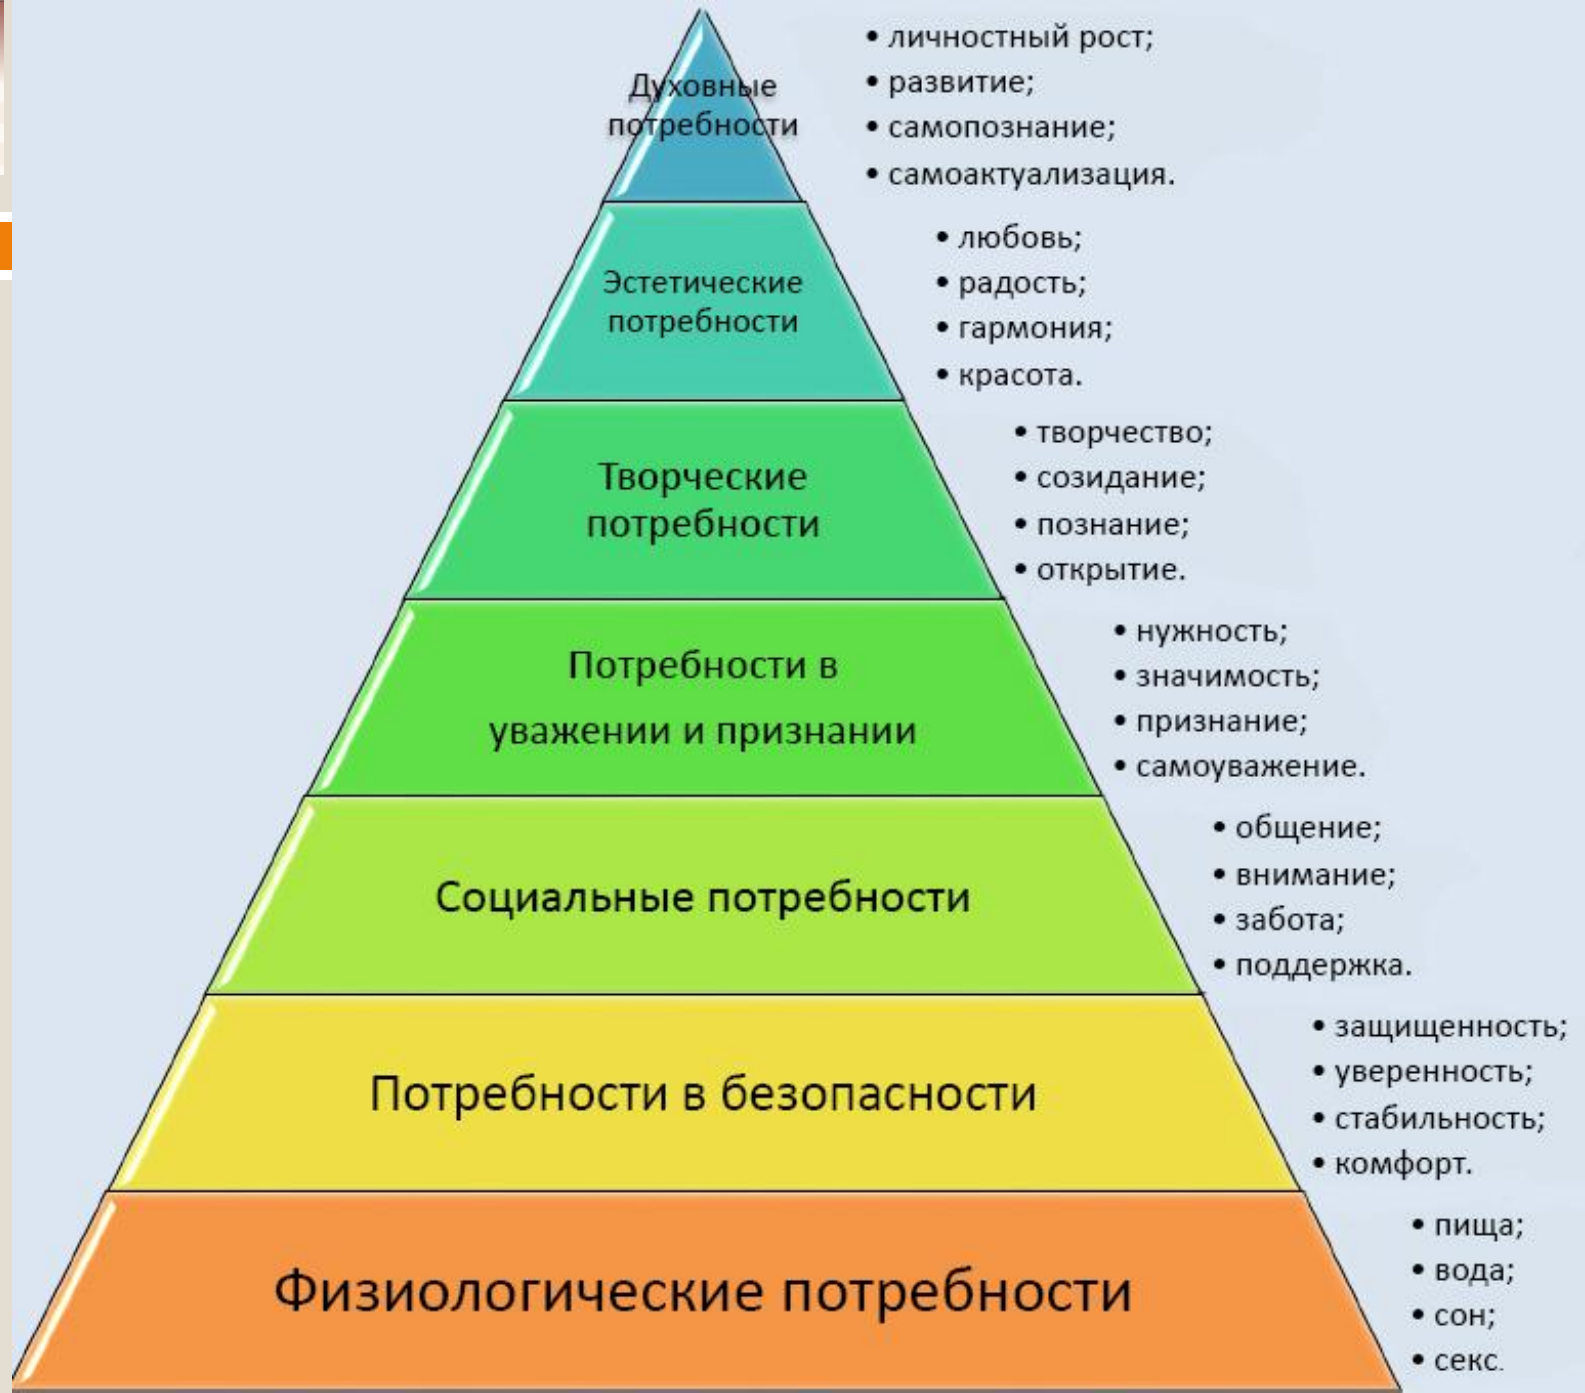 Духовные
потребности
• личностный рост;
• развитие;
• самопознание;
• самоактуализация.
Эстетические
потребности
• любовь;
• радость;
• гармония;
• красота.
Творческие
потребности
• творчество;
• созидание;
• познание;
• открытие.
Потребности в
уважении и признании
• нужность;
• значимость;
• признание;
• самоуважение.
Социальные потребности
• общение;
• внимание;
• забота;
• поддержка.
Потребности в безопасности
• защищенность;
• уверенность;
• стабильность;
• комфорт.
Физиологические потребности
• пища;
• вода;
• сон;
• секс.